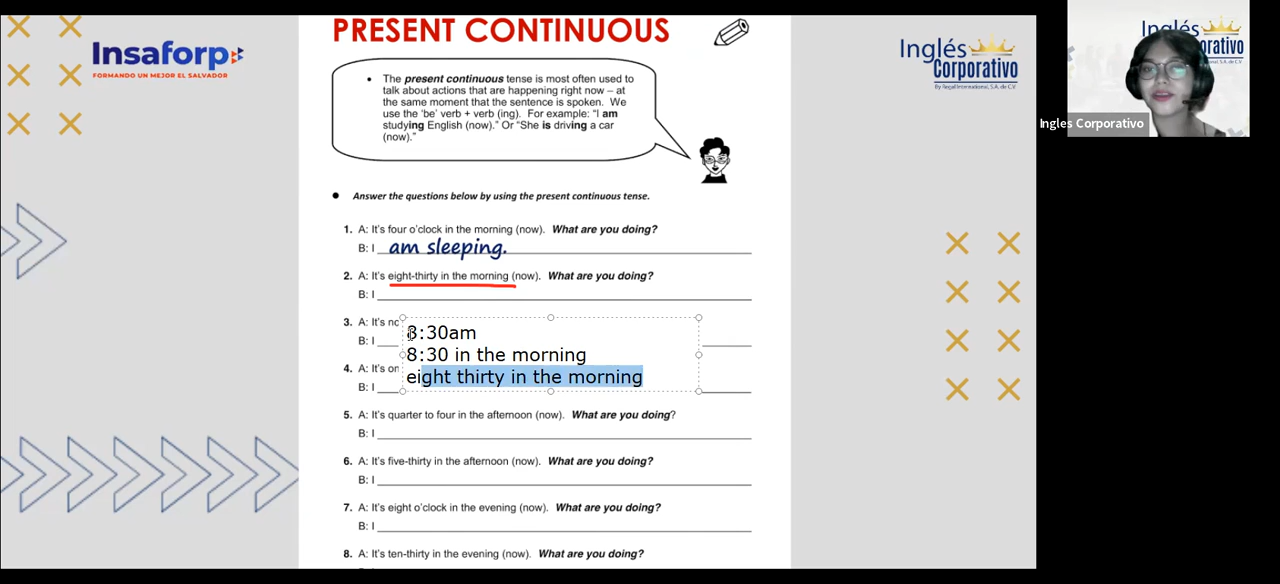 PRESENT CONTINUOUS
Insaforp
FORMANDO UN MEJOR EL SALVADOR
Inglés
Corporativo
By Regal International, S.A. de C.V
Inglés
orativo
Ingles Corporativo
• The present continuous tense is most often used to
talk about actions that are happening right now – at
the same moment that the sentence is spoken. We
use the 'be' verb + verb (ing). For example: "I am
studying English (now)." Or "She is driving a car
(now)."
● Answer the questions below by using the present continuous tense.
1. A: It's four o'clock in the morning (now). What are you doing?
B: I am sleeping.
2. A: It's eight-thirty in the morning (now). What are you doing?
B: I
3. A: It's no
B: I
4. A: It's on
B: I
8:30am
8:30 in the morning
eight thirty in the morning
5. A: It's quarter to four in the afternoon (now). What are you doing?
B: I
6. A: It's five-thirty in the afternoon (now). What are you doing?
B: I
7. A: It's eight o'clock in the evening (now). What are you doing?
B: I
8. A: It's ten-thirty in the evening (now). What are you doing?